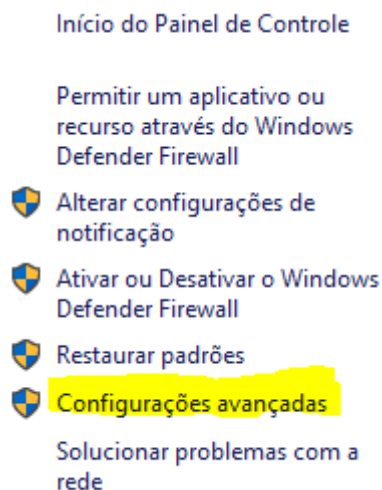 Início do Painel de Controle
Permitir um aplicativo ou
recurso através do Windows
Defender Firewall
Alterar configurações de
notificação
Ativar ou Desativar o Windows
Defender Firewall
Restaurar padrões
Configurações avançadas
Solucionar problemas com a
rede